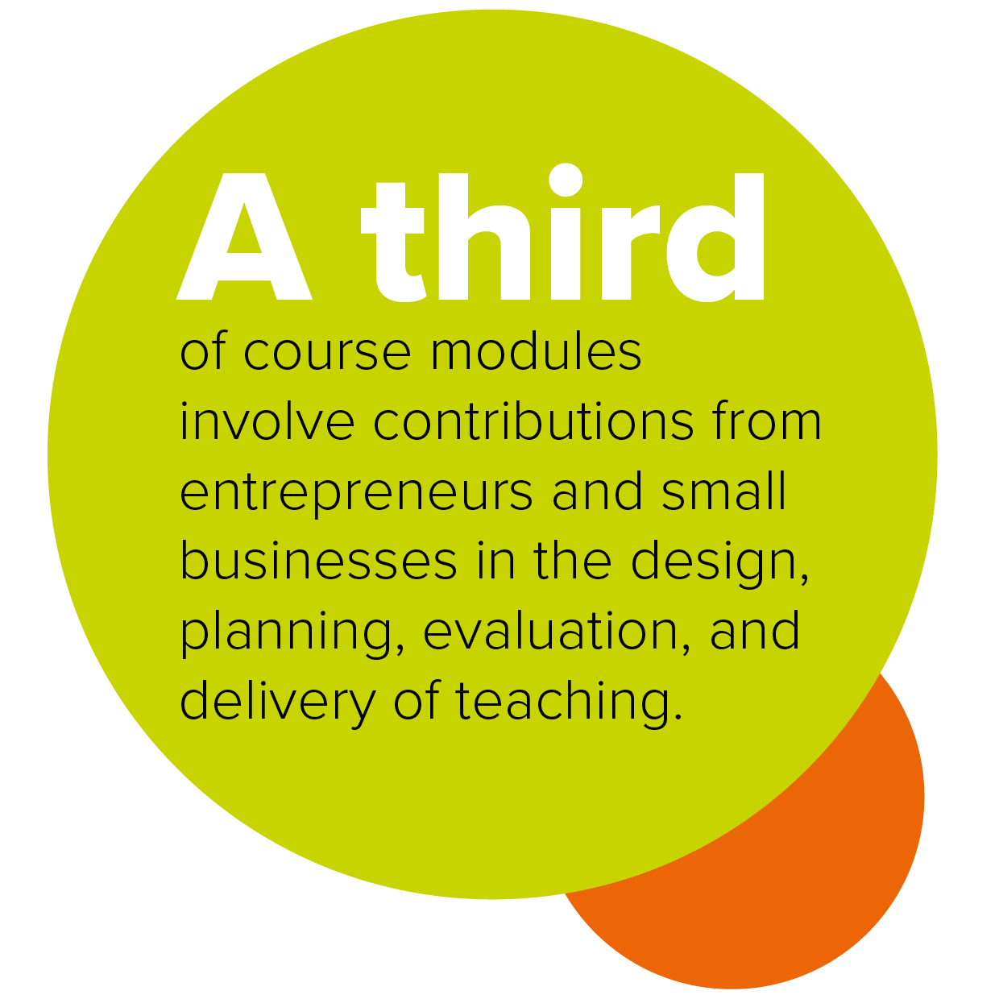 A third
of course modules
involve contributions from
entrepreneurs and small
businesses in the design,
planning, evaluation, and
delivery of teaching.